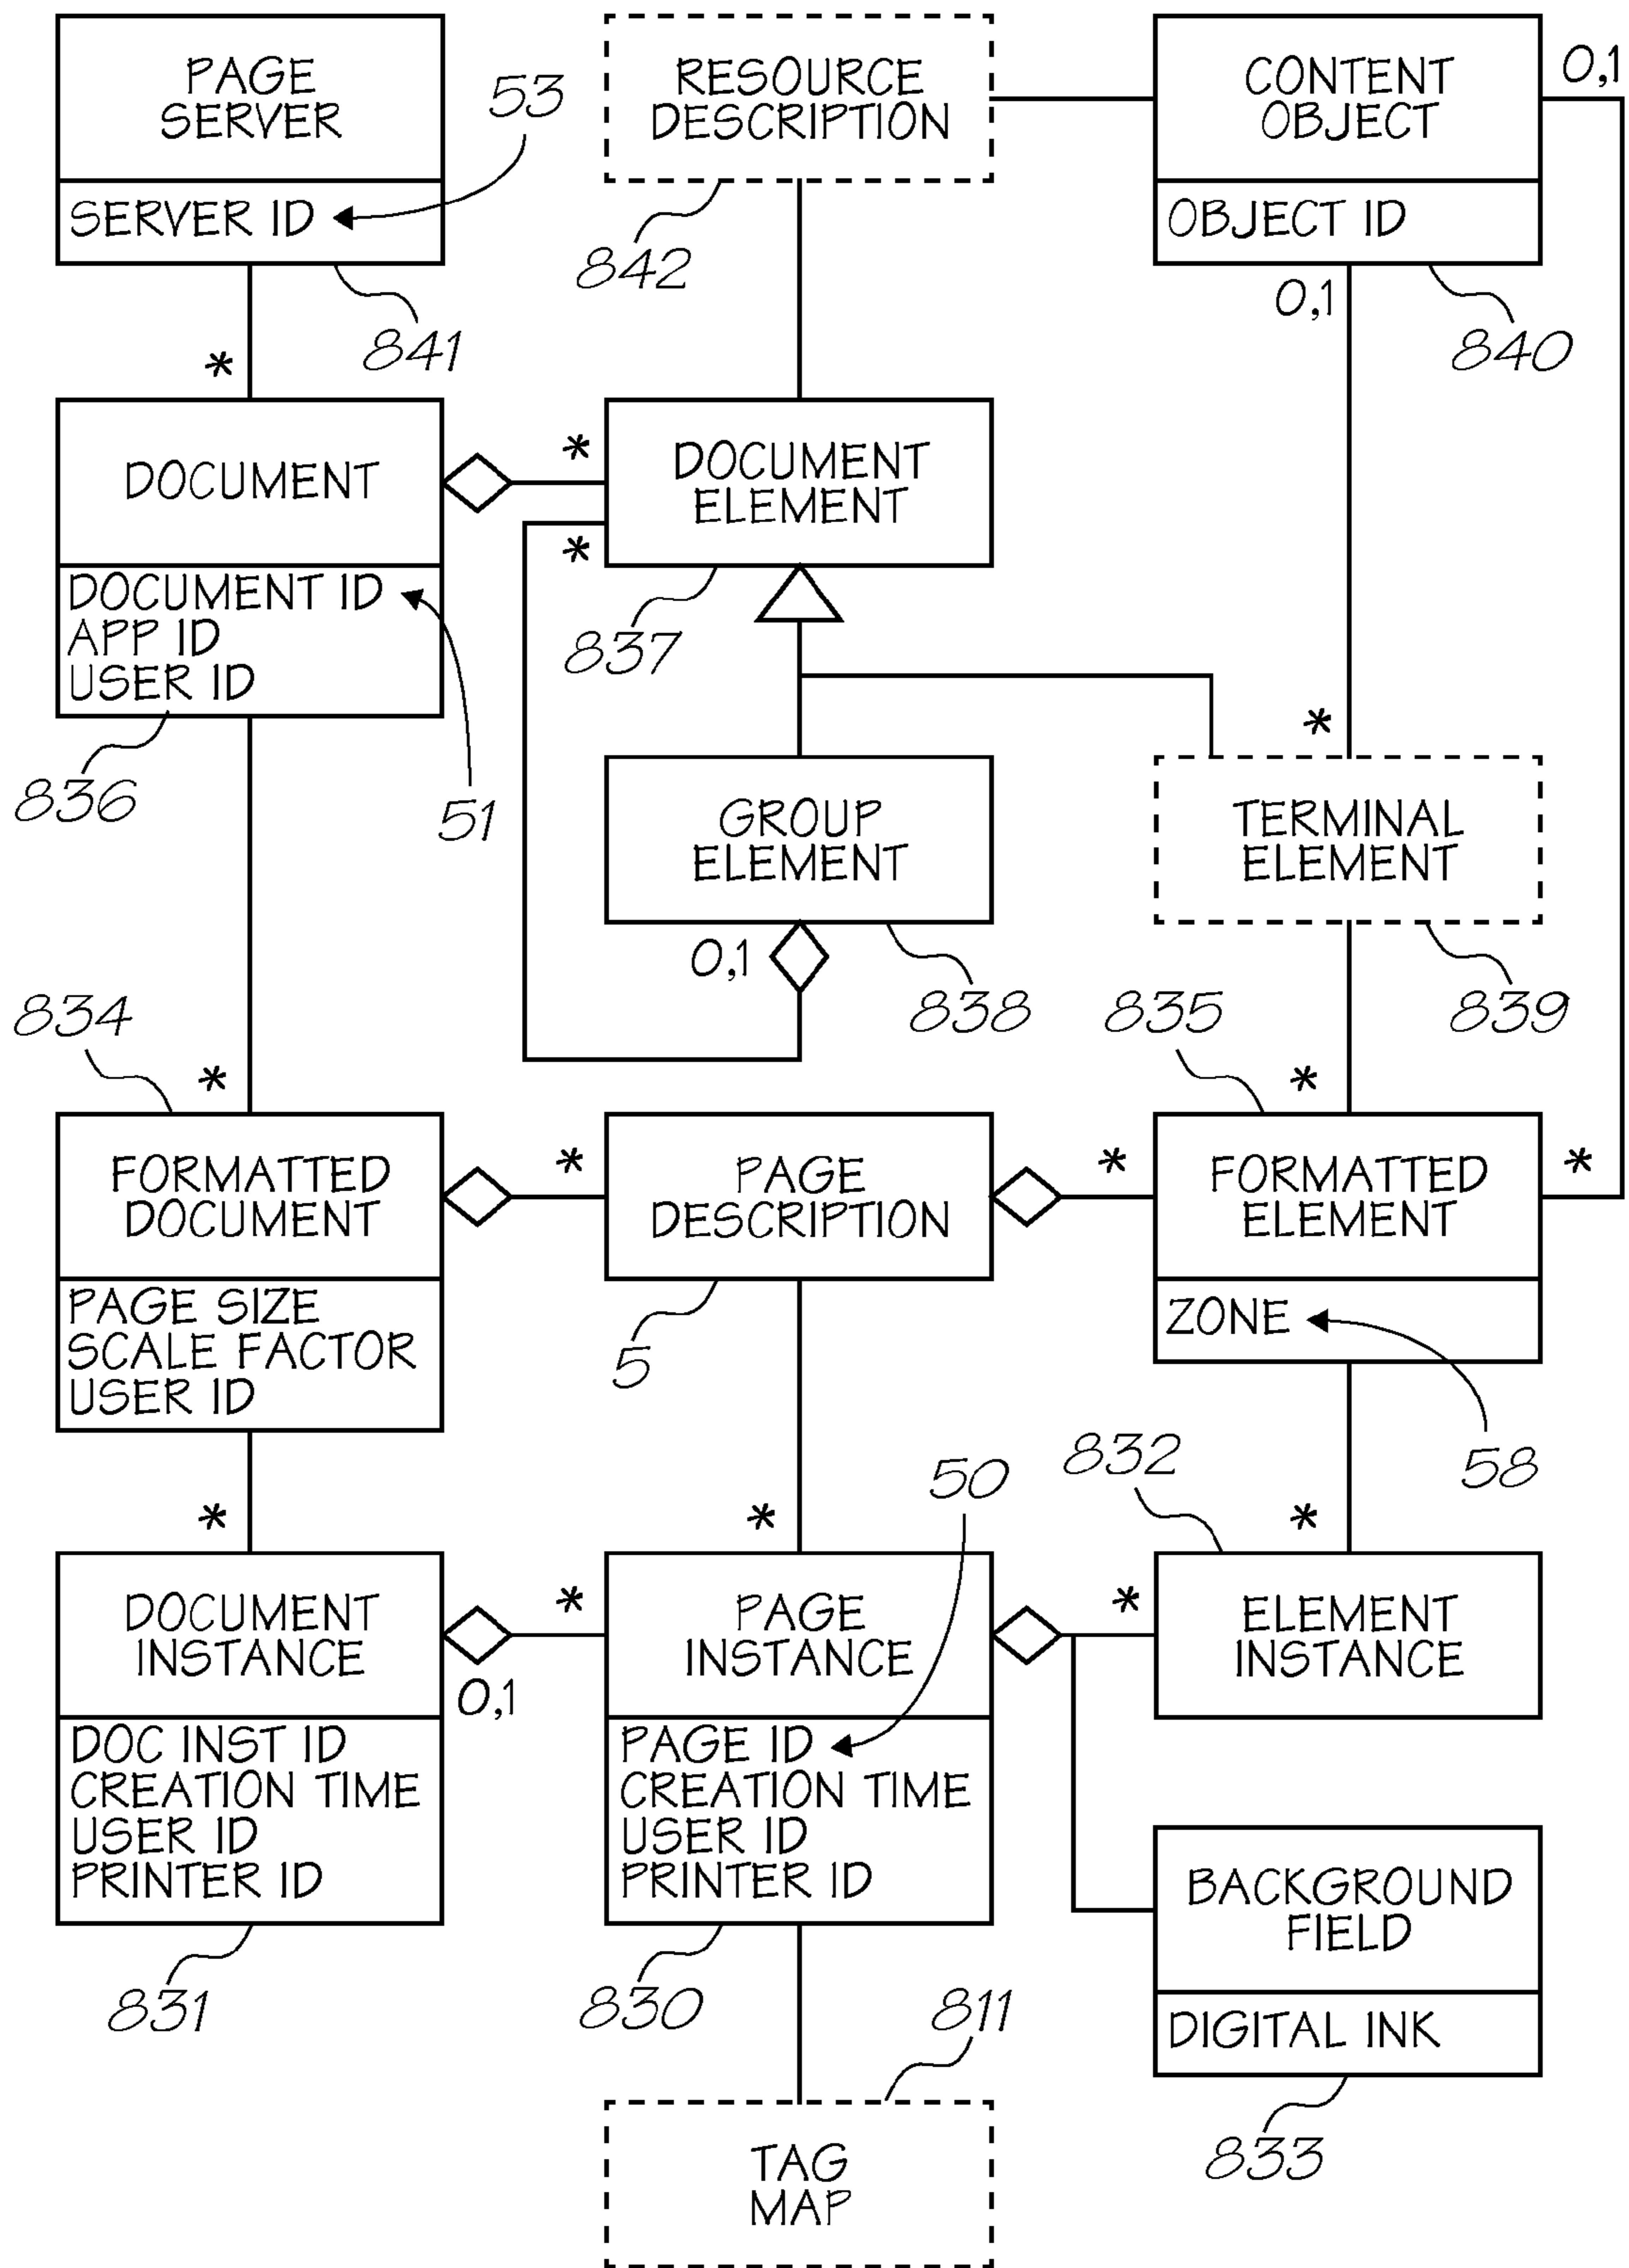 PAGE
SERVER
53
SERVER ID
841
RESOURCE
DESCRIPTION
842
CONTENT
OBJECT
0,1
OBJECT ID
0,1
840
*
DOCUMENT
DOCUMENT ID
APP ID
USER ID
836
51
*
DOCUMENT
ELEMENT
*
837
GROUP
ELEMENT
0,1
838
*
TERMINAL
ELEMENT
839
834
*
FORMATTED
DOCUMENT
PAGE SIZE
SCALE FACTOR
USER ID
*
PAGE
DESCRIPTION
5
835
*
*
FORMATTED
ELEMENT
*
ZONE
58
*
DOCUMENT
INSTANCE
0,1
DOC INST ID
CREATION TIME
USER ID
PRINTER ID
831
50
*
*
PAGE
INSTANCE
PAGE ID
CREATION TIME
USER ID
PRINTER ID
830
832
*
*
ELEMENT
INSTANCE
BACKGROUND
FIELD
DIGITAL INK
833
811
TAG
MAP